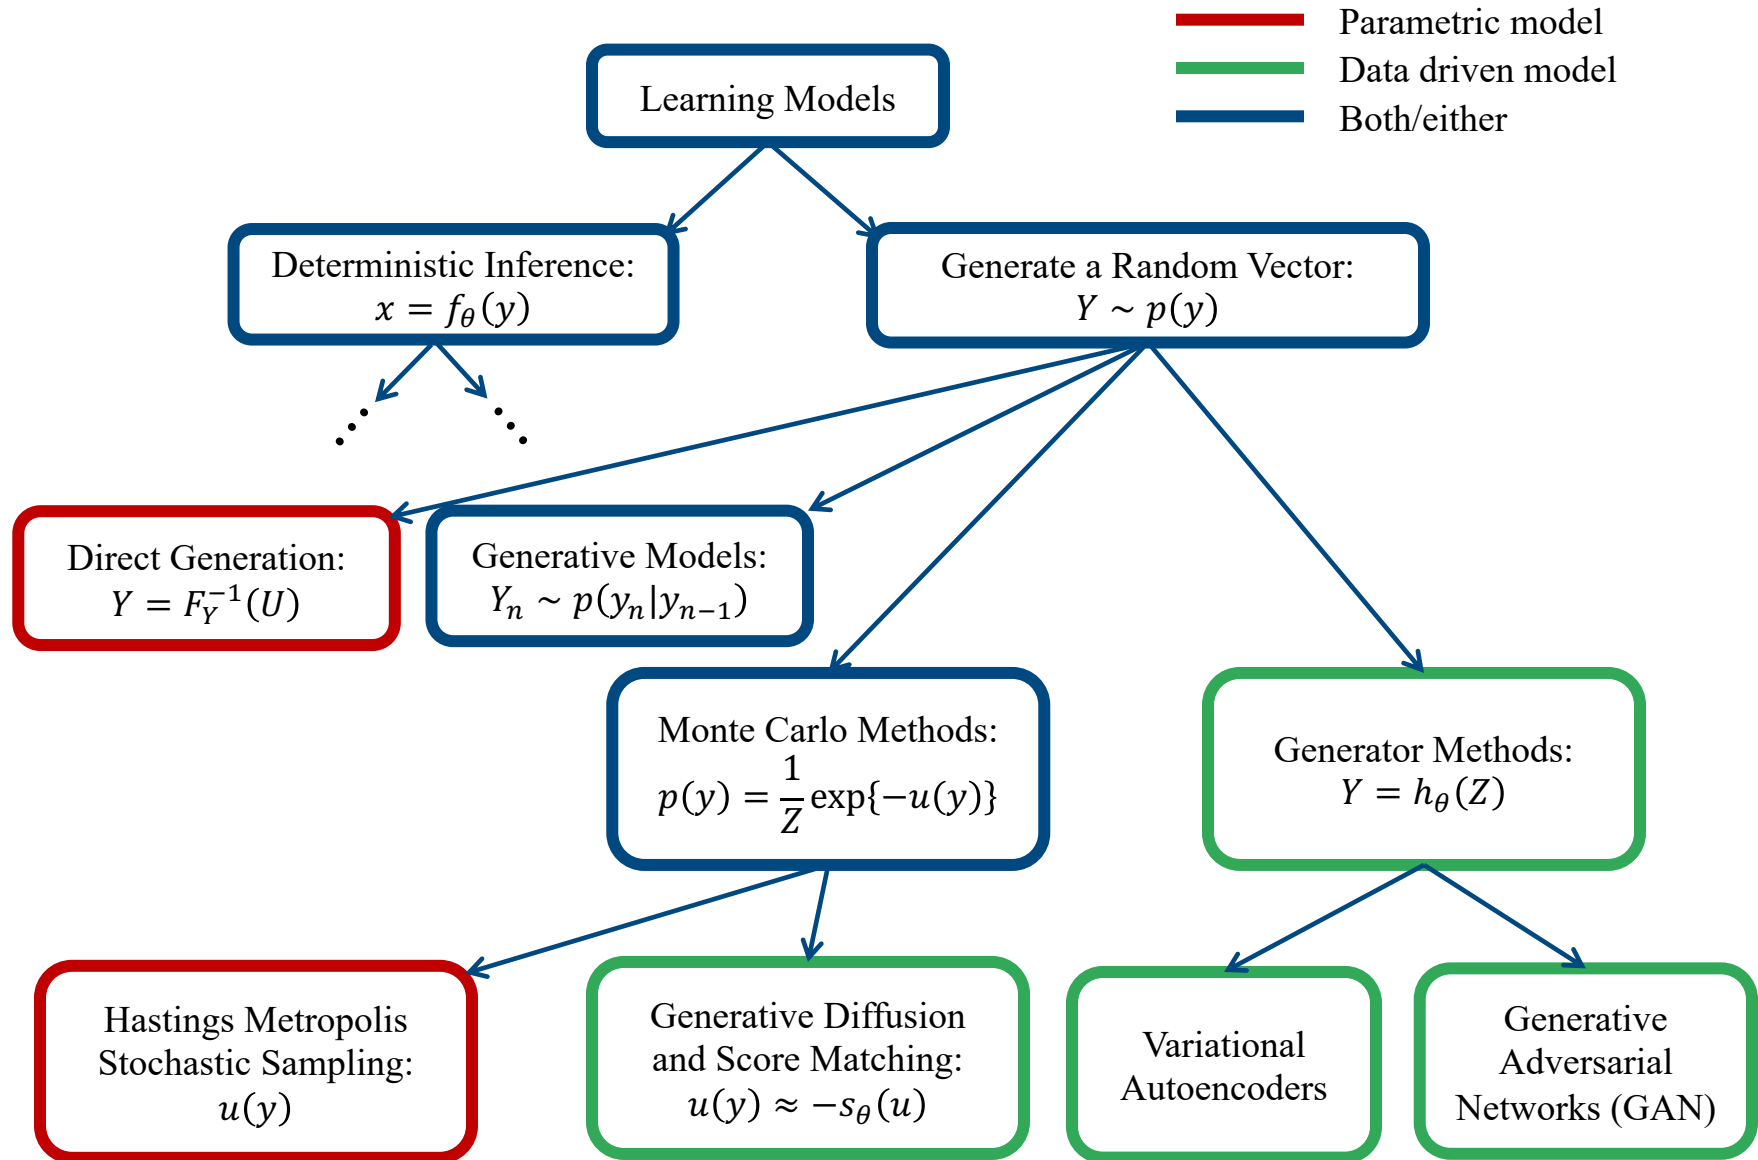 Parametric model
Data driven model
Both/either
Learning Models
Deterministic Inference:
x = f_θ(y)
Generate a Random Vector:
Y ~ p(y)
Direct Generation:
Y = F_Y^{-1}(U)
Generative Models:
Y_n ~ p(y_n|y_{n-1})
Monte Carlo Methods:
p(y) = \frac{1}{Z} exp{-u(y)}
Generator Methods:
Y = h_θ(Z)
Hastings Metropolis
Stochastic Sampling:
u(y)
Generative Diffusion
and Score Matching:
u(y) ≈ -s_θ(u)
Variational
Autoencoders
Generative
Adversarial
Networks (GAN)